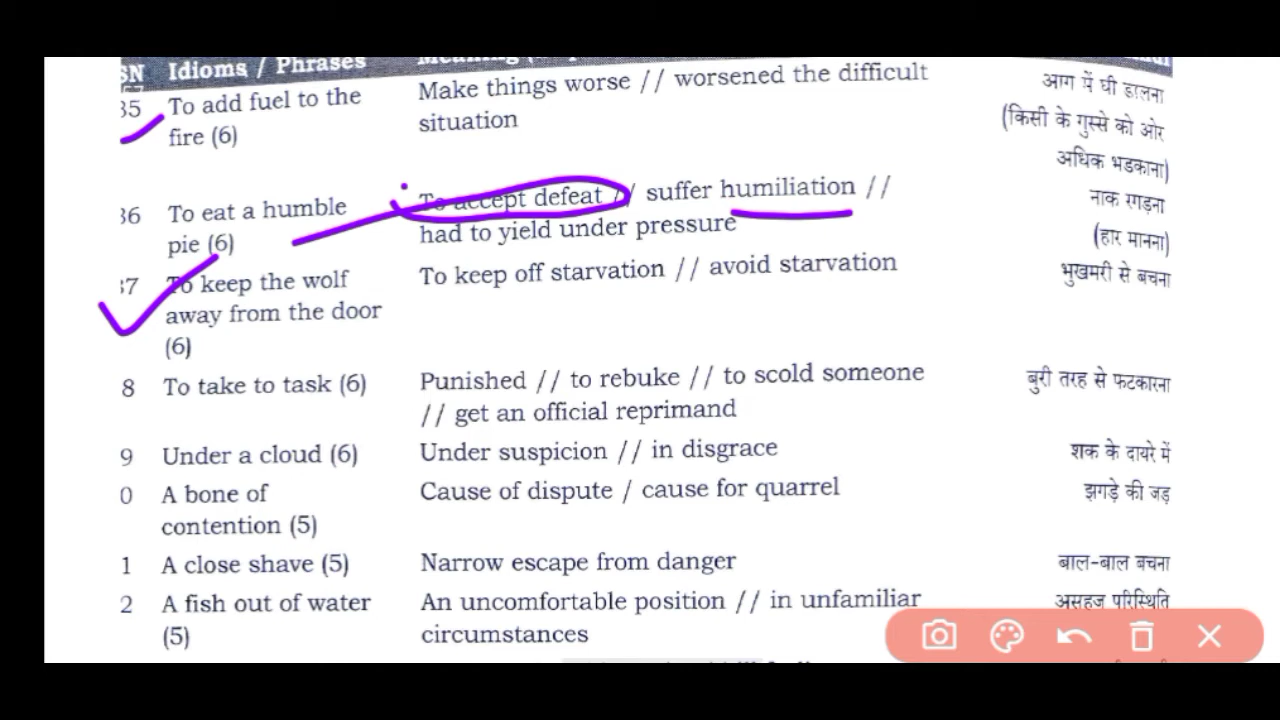 SN Idioms / Phrases
35 To add fuel to the Make things worse // worsened the difficult आग में घी डालना
fire (6) situation (किसी के गुस्से को ओर
अधिक भडकाना)
36 To eat a humble To accept defeat // suffer humiliation // नाक रगड़ना
pie (6) had to yield under pressure (हार मानना)
37 To keep the wolf To keep off starvation // avoid starvation भुखमरी से बचना
away from the door
(6)
8 To take to task (6) Punished // to rebuke // to scold someone बुरी तरह से फटकारना
// get an official reprimand
9 Under a cloud (6) Under suspicion // in disgrace शक के दायरे में
0 A bone of Cause of dispute / cause for quarrel झगड़े की जड़
contention (5)
1 A close shave (5) Narrow escape from danger बाल-बाल बचना
2 A fish out of water An uncomfortable position // in unfamiliar असहज परिस्थिति
(5) circumstances